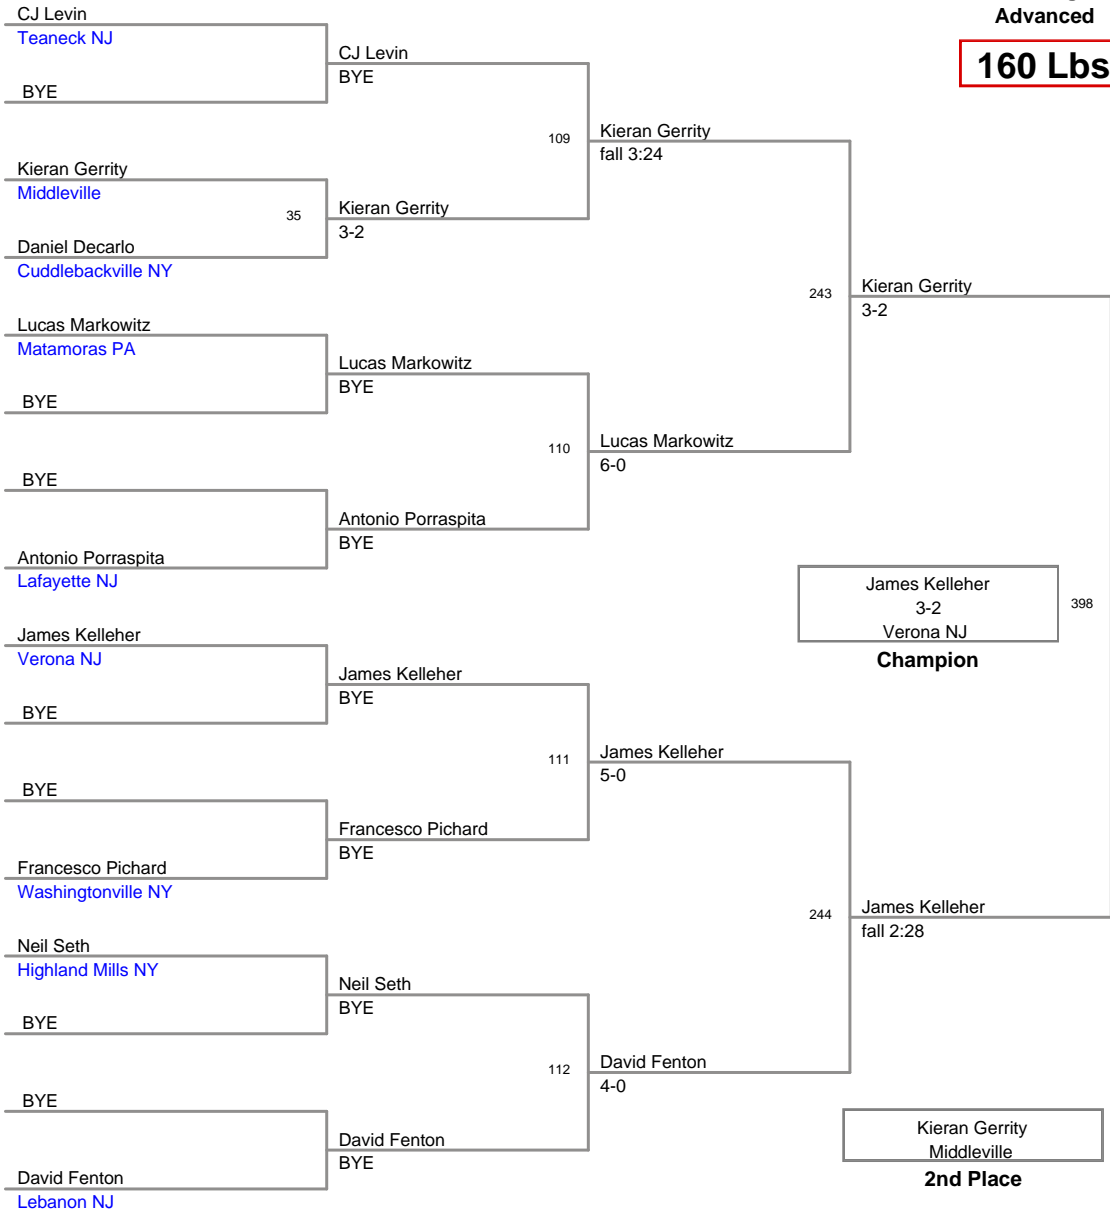 CJ Levin
Teaneck NJ
BYE
Kieran Gerrity
Middleville
35
Daniel Decarlo
Cuddlebackville NY
Lucas Markowitz
Matamoras PA
BYE
BYE
Antonio Porraspita
Lafayette NJ
James Kelleher
Verona NJ
BYE
BYE
Francesco Pichard
Washingtonville NY
Neil Seth
Highland Mills NY
BYE
BYE
David Fenton
Lebanon NJ
CJ Levin
BYE
109
Kieran Gerrity
3-2
Lucas Markowitz
BYE
110
Antonio Porraspita
BYE
James Kelleher
BYE
111
Francesco Pichard
BYE
Neil Seth
BYE
112
David Fenton
BYE
Kieran Gerrity
fall 3:24
243
Lucas Markowitz
6-0
James Kelleher
5-0
244
David Fenton
4-0
Advanced
160 Lbs
Kieran Gerrity
3-2
James Kelleher
3-2
Verona NJ
398
Champion
James Kelleher
fall 2:28
Kieran Gerrity
Middleville
2nd Place